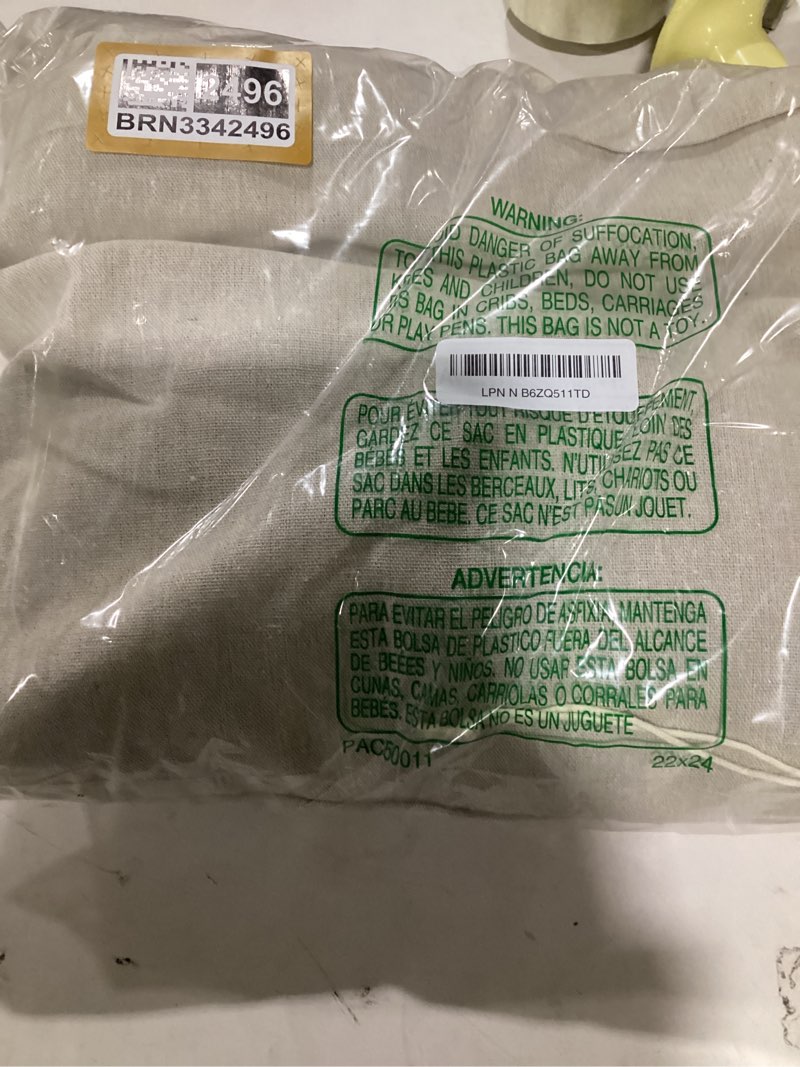 96
BRN3342496
WARNING:
DANGER OF SUFFOCATION,
THIS PLASTIC BAG AWAY FROM
AND CHILDREN, DO NOT USE
BAG IN CRIBS, BEDS, CARRIAGES
OR PLAY PENS. THIS BAG IS NOT A TOY.
LPN N B6ZQ511TD
POUR EVITER TOUT RISQUE D'ETOUFFEMENT,
GARDEZ CE SAC EN PLASTIQUE LOIN DES
BEBES ET LES ENFANTS. N'UTILISEZ PAS CE
SAC DANS LES BERCEAUX, LITS, CHARIOTS OU
PARC AU BEBE. CE SAC N'EST PAS UN JOUET.
ADVERTENCIA:
PARA EVITAR EL PELIGRO DE ASFIXIA, MANTENGA
ESTA BOLSA DE PLASTICO FUERA DEL ALCANCE
DE BEBES Y NIÑOS. NO USAR ESTA BOLSA EN
CUNAS, CAMAS, CARRIOLAS O CORRALES PARA
BEBES. ESTA BOLSA NO ES UN JUGUETE
PAC50011
22x24